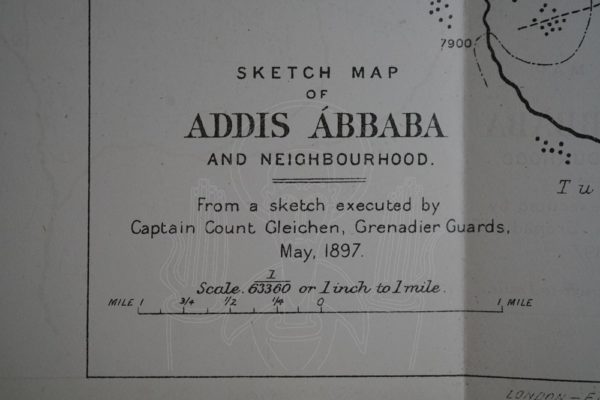 7900
SKETCH MAP
OF
ADDIS ÁBBABA
AND NEIGHBOURHOOD.
From a sketch executed by
Captain Count Gleichen, Grenadier Guards,
May, 1897.
Scale. 1/63360 or 1 inch to 1 mile.
MILE 1 3/4 1/2 1/4 0 1 MILE
Tu
LONDON